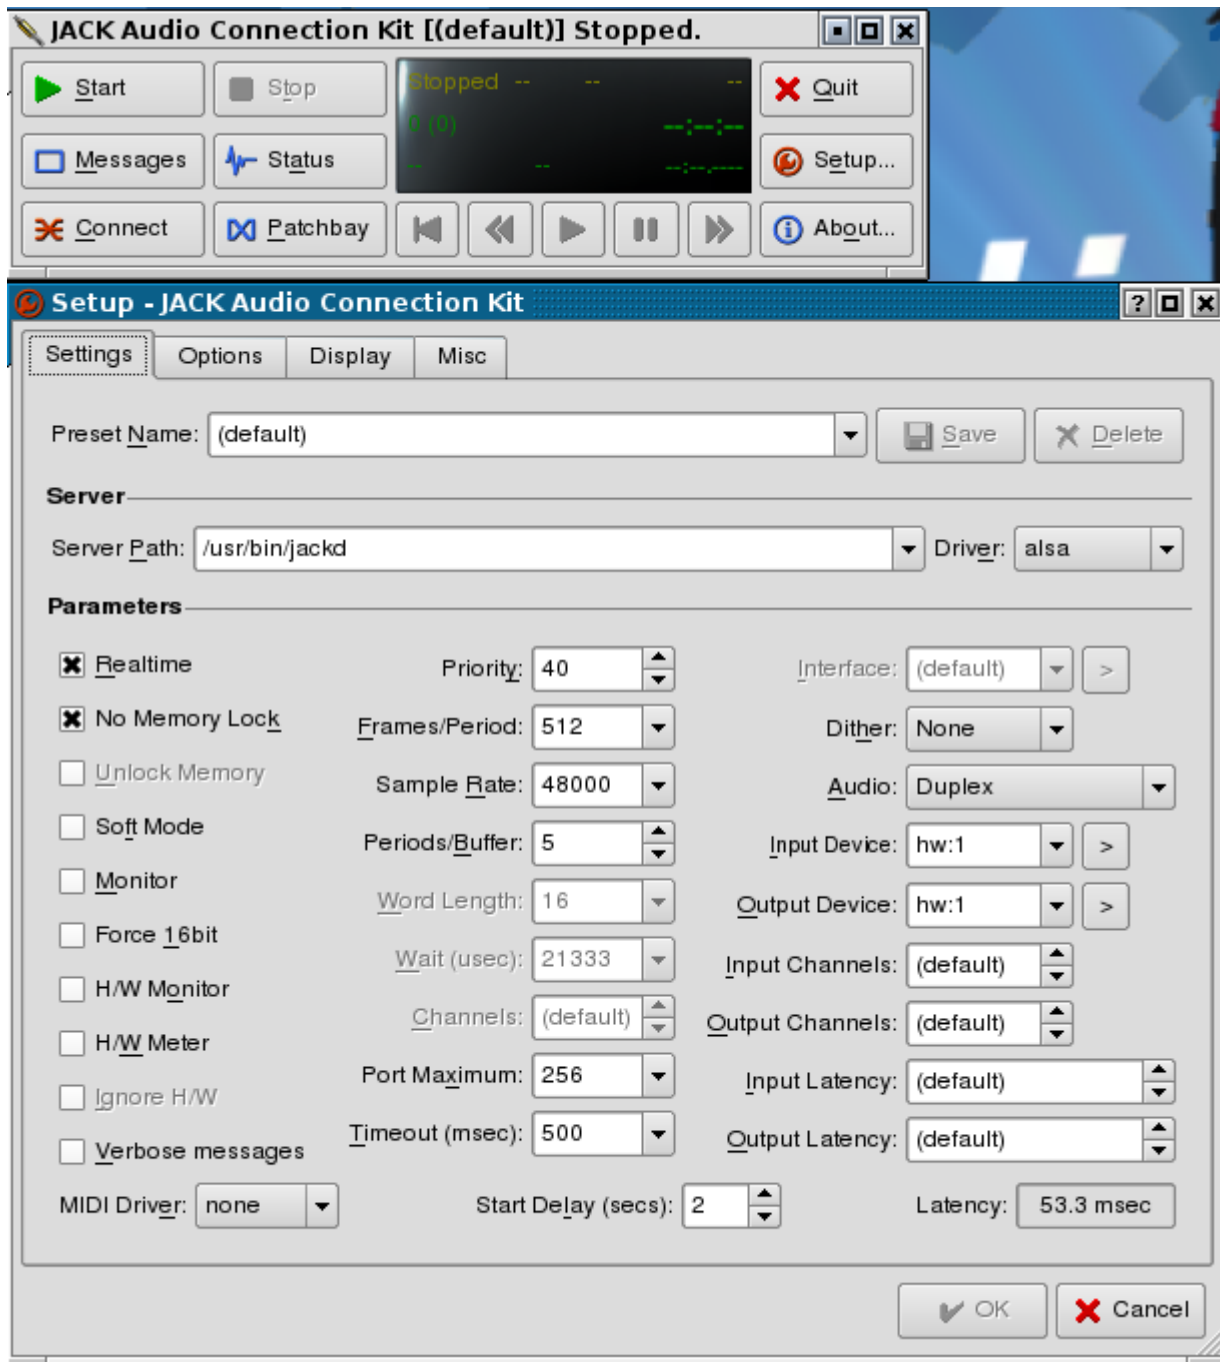 JACK Audio Connection Kit [(default)] Stopped.
Start Stop Stopped -- -- -- Quit
0 (0) --:--:--
Messages Status -- -- --:--.---- Setup...
Connect Patchbay About...
Setup - JACK Audio Connection Kit
Settings Options Display Misc
Preset Name: (default) Save Delete
Server
Server Path: /usr/bin/jackd Driver: alsa
Parameters
Realtime Priority: 40 Interface: (default) >
No Memory Lock Frames/Period: 512 Dither: None
Unlock Memory Sample Rate: 48000 Audio: Duplex
Soft Mode Periods/Buffer: 5 Input Device: hw:1 >
Monitor Word Length: 16 Output Device: hw:1 >
Force 16bit Wait (usec): 21333 Input Channels: (default)
H/W Monitor Channels: (default) Output Channels: (default)
H/W Meter Port Maximum: 256 Input Latency: (default)
Ignore H/W Timeout (msec): 500 Output Latency: (default)
Verbose messages
MIDI Driver: none Start Delay (secs): 2 Latency: 53.3 msec
OK Cancel